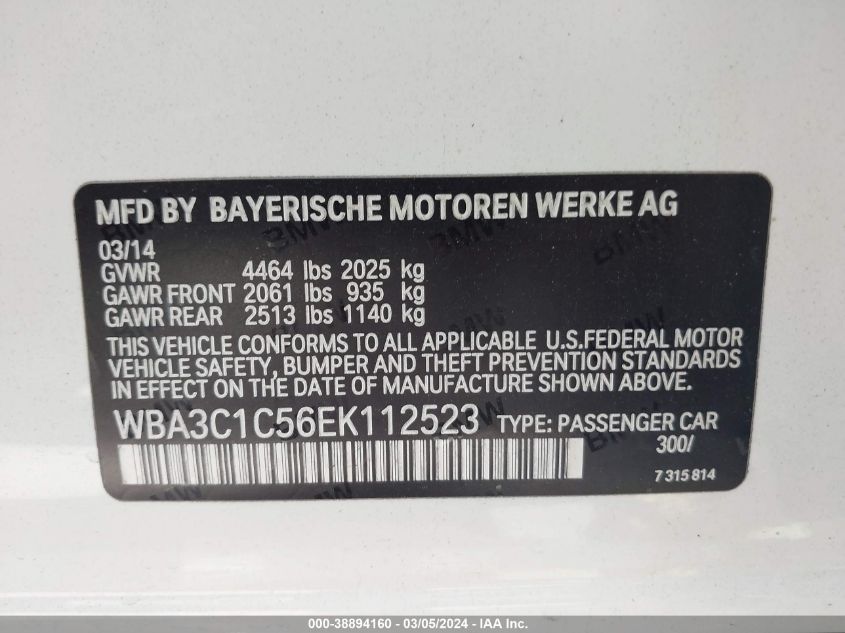 MFD BY BAYERISCHE MOTOREN WERKE AG
03/14
GVWR 4464 lbs 2025 kg
GAWR FRONT 2061 lbs 935 kg
GAWR REAR 2513 lbs 1140 kg
THIS VEHICLE CONFORMS TO ALL APPLICABLE U.S.FEDERAL MOTOR
VEHICLE SAFETY, BUMPER AND THEFT PREVENTION STANDARDS
IN EFFECT ON THE DATE OF MANUFACTURE SHOWN ABOVE.
WBA3C1C56EK112523 TYPE: PASSENGER CAR
300/
7 315 814
000-38894160 - 03/05/2024 - IAA Inc.